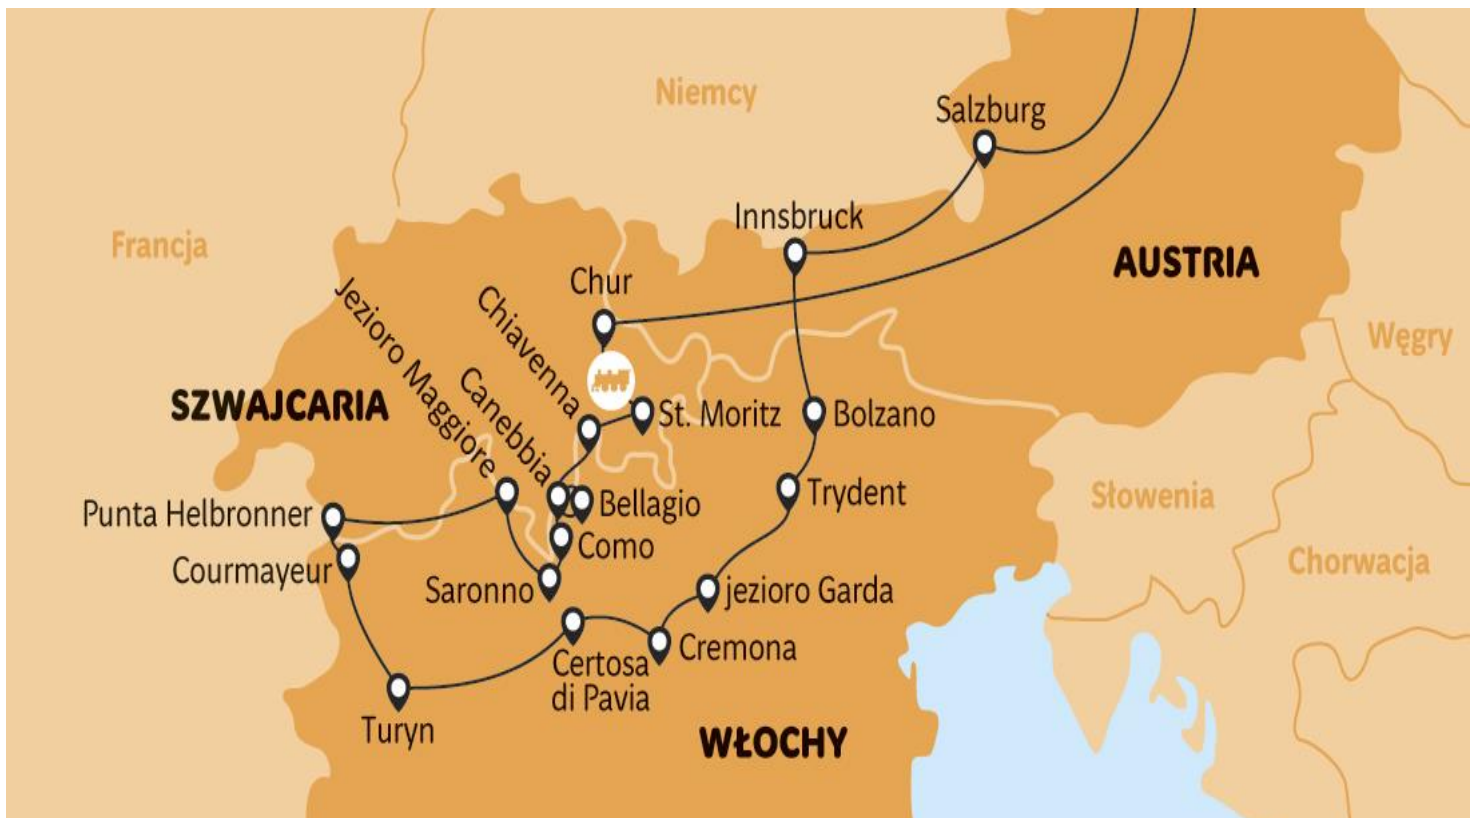 Niemcy
Salzburg
Innsbruck
Francja
AUSTRIA
Chur
Jezioro Maggiore
Chiavenna
Węgry
Canebbia
SZWAJCARIA
St. Moritz
Bolzano
Trydent
Słowenia
Punta Helbronner
Bellagio
Como
Courmayeur
Chorwacja
Saronno
jezioro Garda
Cremona
Certosa
di Pavia
Turyn
WŁOCHY